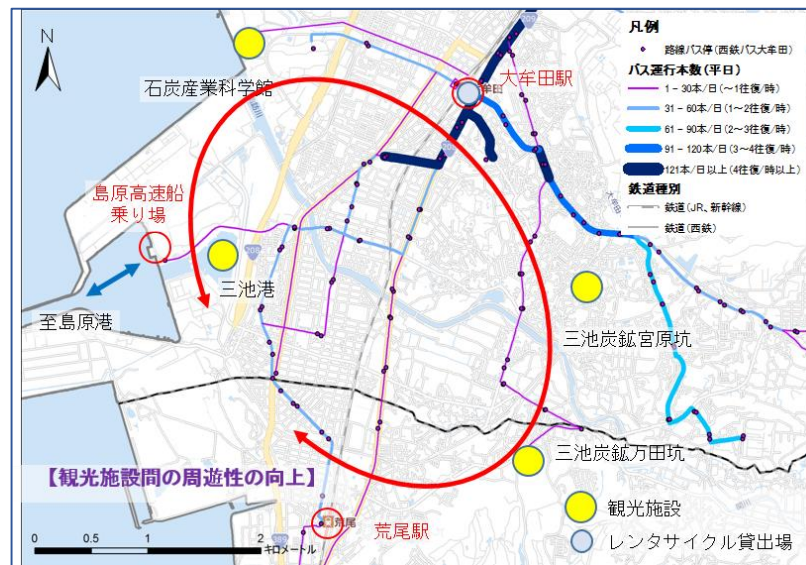 N
凡例
路線バス停(西鉄バス大牟田)
バス運行本数(平日)
1－30本/日(～1往復/時)
31－60本/日(1～2往復/時)
61－90本/日(2～3往復/時)
91－120本/日(3～4往復/時)
121本/日以上(4往復/時以上)
鉄道種別
鉄道(JR、新幹線)
鉄道(西鉄)
大牟田駅
石炭産業科学館
208
島原高速船
乗り場
三池港
至島原港
三池炭鉱宮原坑
三池炭鉱万田坑
【観光施設間の周遊性の向上】
荒尾駅
荒尾
観光施設
レンタサイクル貸出場
0 0.5 1 2
キロメートル